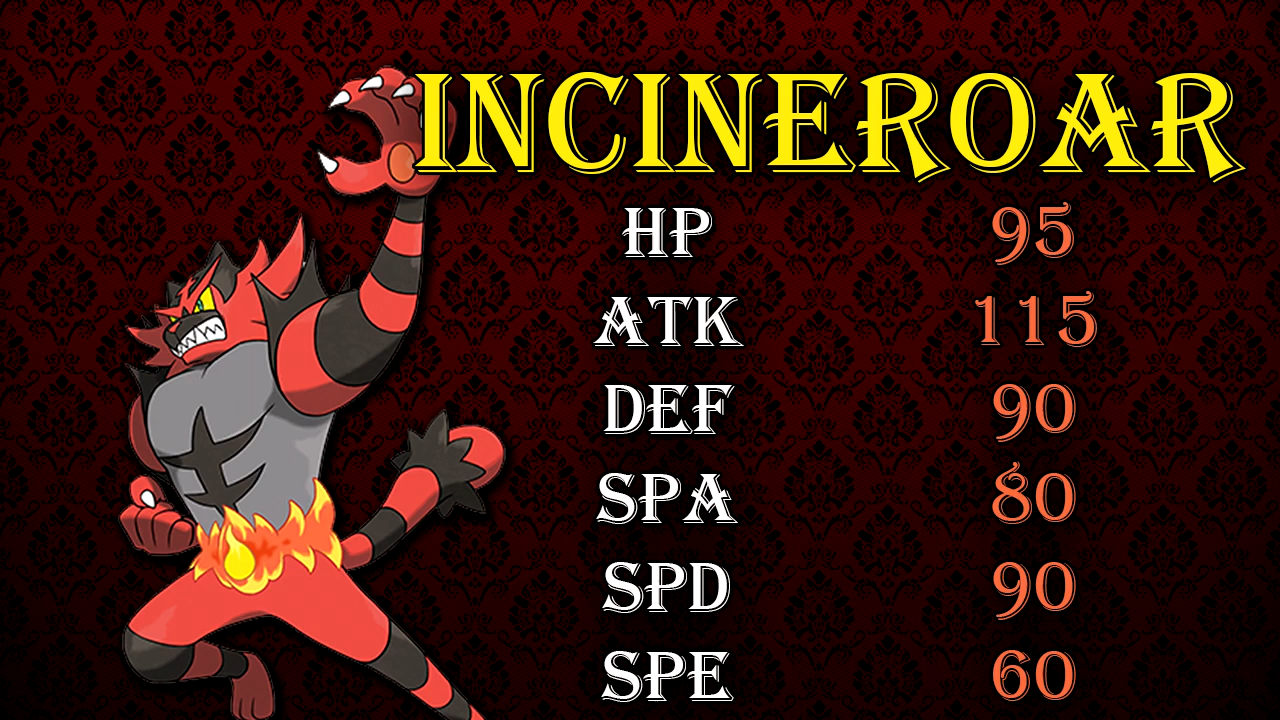 INCINEROAR
HP 95
ATK 115
DEF 90
SPA 80
SPD 90
SPE 60